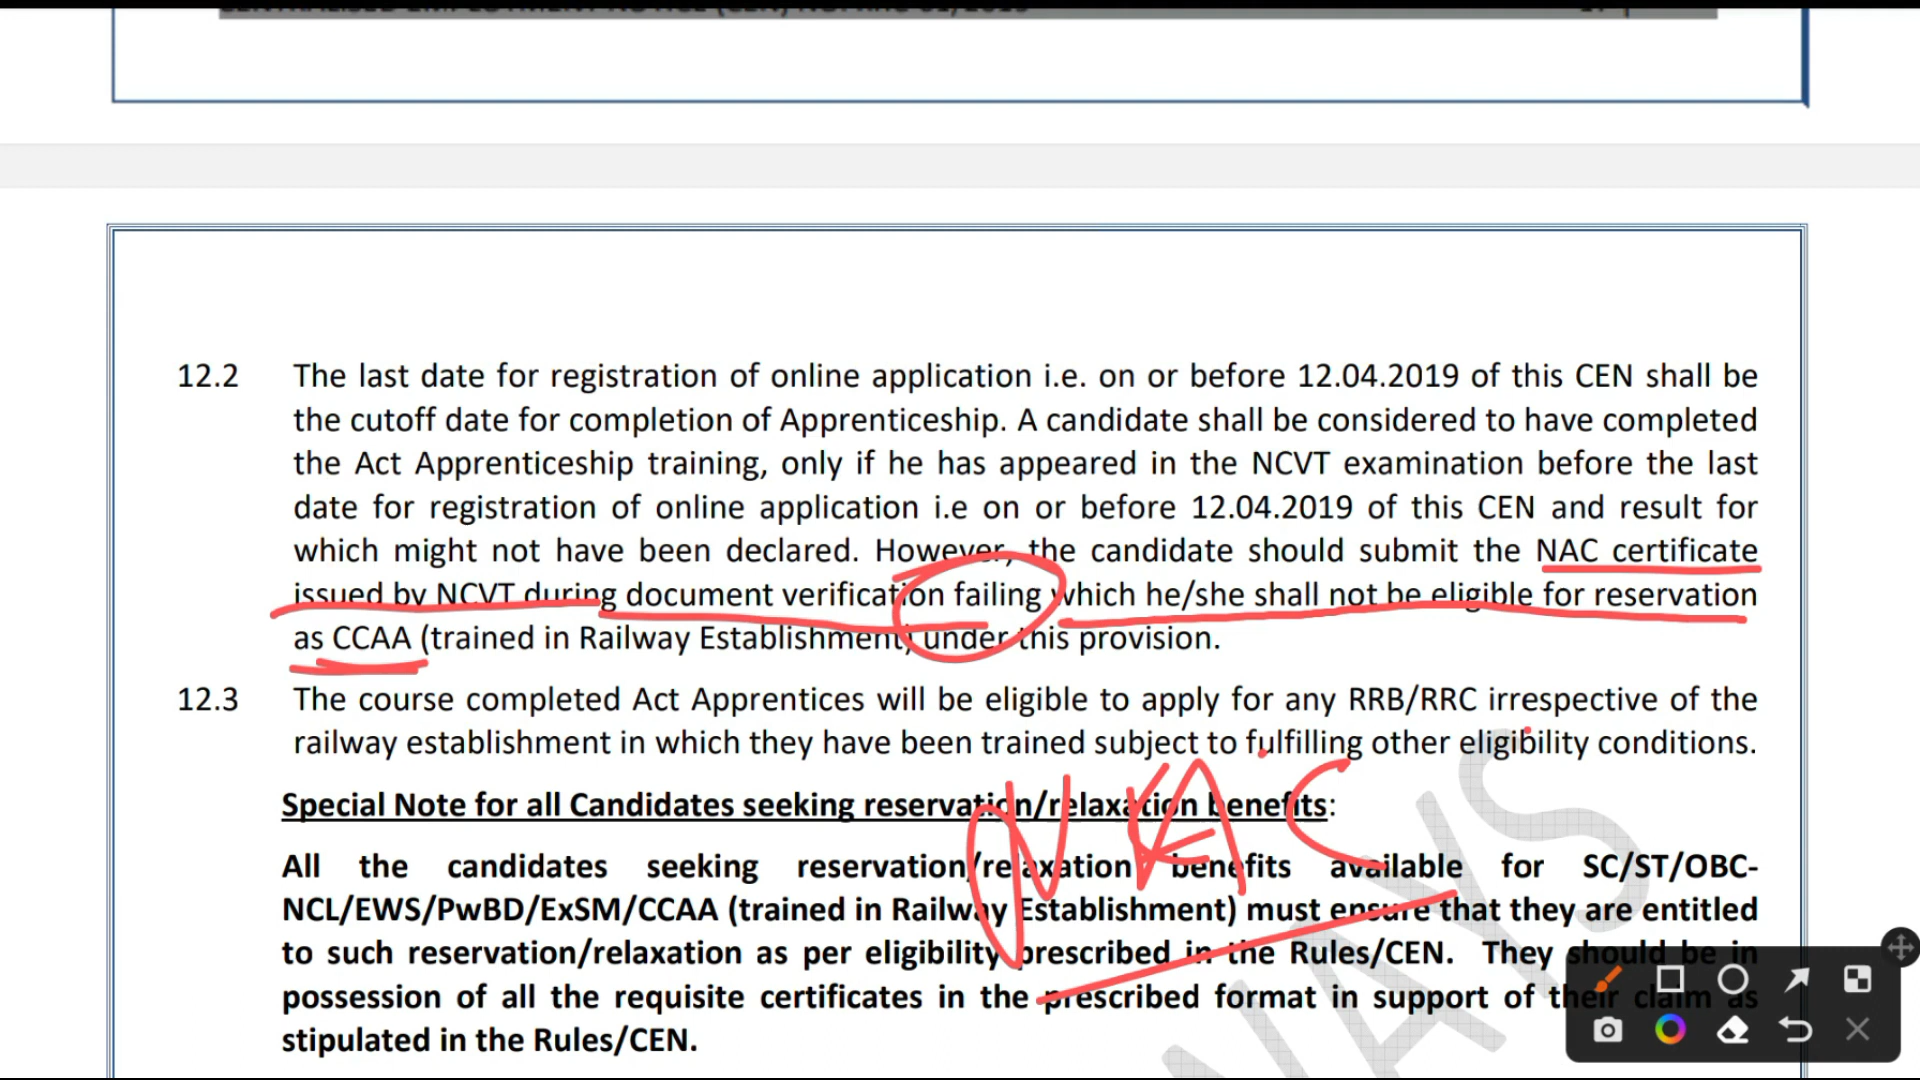 CENTRALISED EMPLOYMENT NOTICE (CEN) No. RRC-01/2019
12.2 The last date for registration of online application i.e. on or before 12.04.2019 of this CEN shall be
the cutoff date for completion of Apprenticeship. A candidate shall be considered to have completed
the Act Apprenticeship training, only if he has appeared in the NCVT examination before the last
date for registration of online application i.e on or before 12.04.2019 of this CEN and result for
which might not have been declared. However, the candidate should submit the NAC certificate
issued by NCVT during document verification failing which he/she shall not be eligible for reservation
as CCAA (trained in Railway Establishment) under this provision.
12.3 The course completed Act Apprentices will be eligible to apply for any RRB/RRC irrespective of the
railway establishment in which they have been trained subject to fulfilling other eligibility conditions.
Special Note for all Candidates seeking reservation/relaxation benefits:
NAC
All the candidates seeking reservation/relaxation benefits available for SC/ST/OBC-
NCL/EWS/PwBD/ExSM/CCAA (trained in Railway Establishment) must ensure that they are entitled
to such reservation/relaxation as per eligibility prescribed in the Rules/CEN. They should be in
possession of all the requisite certificates in the prescribed format in support of their claim as
stipulated in the Rules/CEN.
WAYS